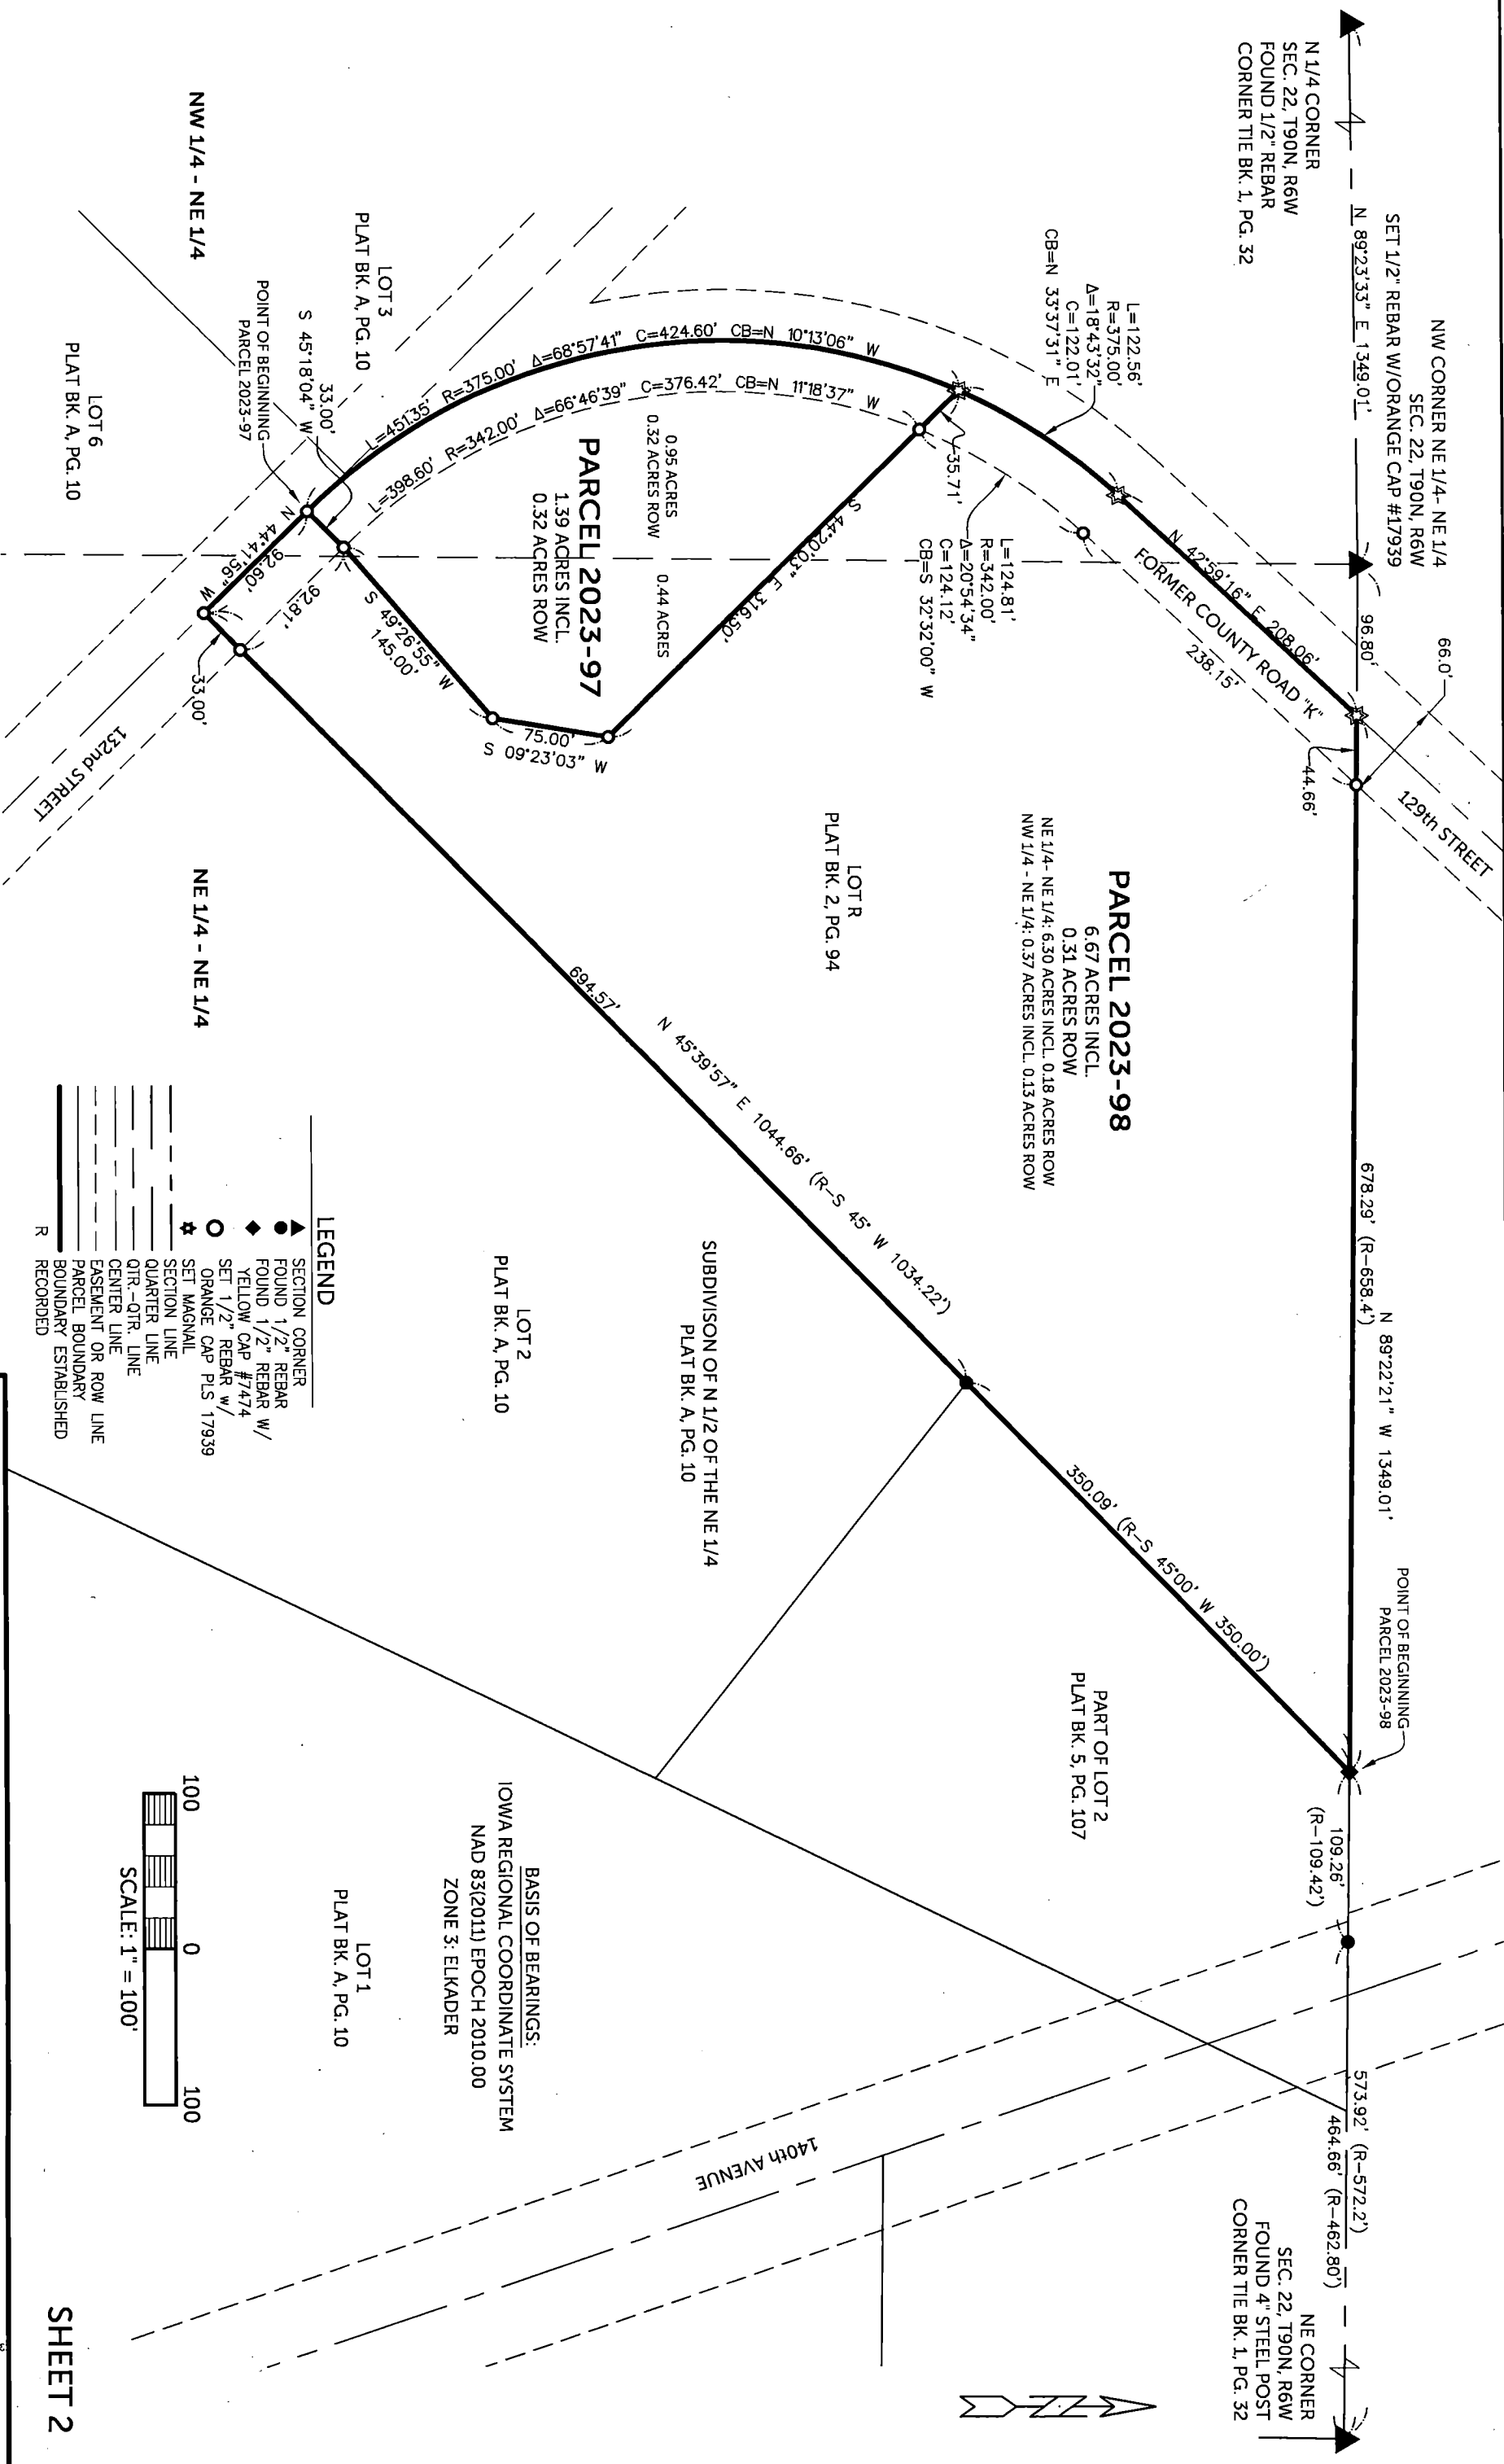 N 1/4 CORNER
SEC. 22, T90N, R6W
FOUND 1/2" REBAR
CORNER TIE BK. 1, PG. 32
N 89°23'33" E 1349.01'
SET 1/2" REBAR W/ORANGE CAP #17939
NW CORNER NE 1/4- NE 1/4
SEC. 22, T90N, R6W
96.80'
66.0'
44.66'
129th STREET
678.29' (R-658.4')
N 89°22'21" W 1349.01'
POINT OF BEGINNING
PARCEL 2023-98
109.26'
(R-109.42')
573.92' (R-572.2')
464.66' (R-462.80')
NE CORNER
SEC. 22, T90N, R6W
FOUND 4" STEEL POST
CORNER TIE BK. 1, PG. 32
L=122.56'
R=375.00'
Δ=18°43'32"
C=122.01'
CB=N 33°37'31" E
N 42°59'16" E 208.06'
FORMER COUNTY ROAD "K"
238.15'
L=124.81'
R=342.00'
Δ=20°54'34"
C=124.12'
CB=S 32°32'00" W
35.71'
PARCEL 2023-98
6.67 ACRES INCL.
0.31 ACRES ROW
NE 1/4- NE 1/4: 6.30 ACRES INCL. 0.18 ACRES ROW
NW 1/4 - NE 1/4: 0.37 ACRES INCL. 0.13 ACRES ROW
LOT R
PLAT BK. 2, PG. 94
PART OF LOT 2
PLAT BK. 5, PG. 107
350.09' (R-S 45°00' W 350.00')
L=451.35' R=375.00' Δ=68°57'41" C=424.60' CB=N 10°13'06" W
L=398.60' R=342.00' Δ=66°46'39" C=376.42' CB=N 11°18'37" W
S 44°20'03" E 316.50'
0.95 ACRES
0.32 ACRES ROW
0.44 ACRES
PARCEL 2023-97
1.39 ACRES INCL.
0.32 ACRES ROW
75.00'
S 09°23'03" W
S 49°26'55" W
145.00'
694.57'
N 45°39'57" E 1044.66' (R-S 45° W 1034.22')
SUBDIVISON OF N 1/2 OF THE NE 1/4
PLAT BK. A, PG. 10
LOT 2
PLAT BK. A, PG. 10
LOT 3
PLAT BK. A, PG. 10
33.00'
S 45°18'04" W
POINT OF BEGINNING
PARCEL 2023-97
N 44°41'56" W
92.60'
92.81'
33.00'
132nd STREET
NW 1/4 - NE 1/4
NE 1/4 - NE 1/4
LOT 6
PLAT BK. A, PG. 10
LEGEND
SECTION CORNER
FOUND 1/2" REBAR
FOUND 1/2" REBAR W/
YELLOW CAP #7474
SET 1/2" REBAR w/
ORANGE CAP PLS 17939
SET MAGNAIL
SECTION LINE
QUARTER LINE
QTR.-QTR. LINE
CENTER LINE
EASEMENT OR ROW LINE
PARCEL BOUNDARY
BOUNDARY ESTABLISHED
R RECORDED
BASIS OF BEARINGS:
IOWA REGIONAL COORDINATE SYSTEM
NAD 83(2011) EPOCH 2010.00
ZONE 3: ELKADER
LOT 1
PLAT BK. A, PG. 10
100 0 100
SCALE: 1" = 100'
140th AVENUE
N
SHEET 2